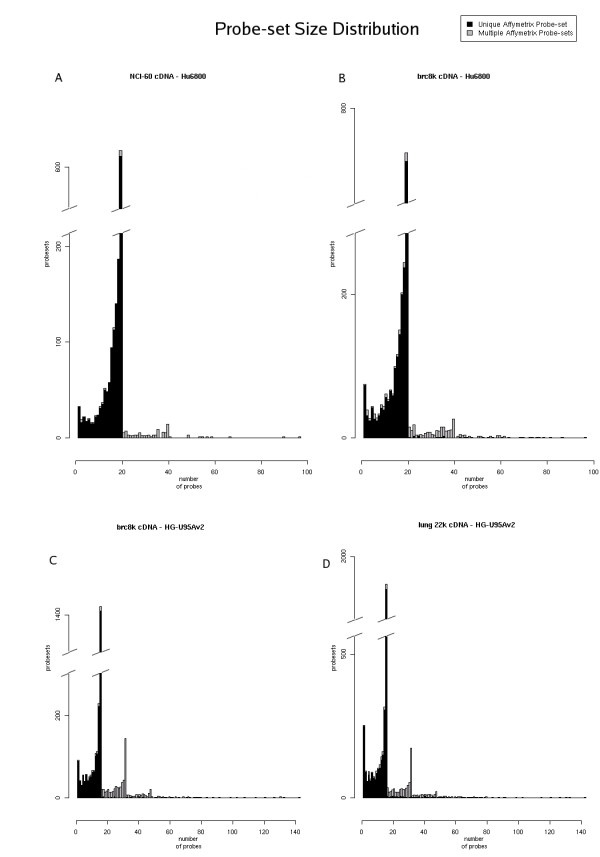 Probe-set Size Distribution
Unique Affymetrix Probe-set
Multiple Affymetrix Probe-sets
A
NCI-60 cDNA - Hu6800
600
200
100
0
probesets
0 20 40 60 80 100
number
of probes
B
brc8k cDNA - Hu6800
800
200
0
probesets
0 20 40 60 80 100
number
of probes
C
brc8k cDNA - HG-U95Av2
1400
200
0
probesets
0 20 40 60 80 100 120 140
number
of probes
D
lung 22k cDNA - HG-U95Av2
2000
500
0
probesets
0 20 40 60 80 100 120 140
number
of probes